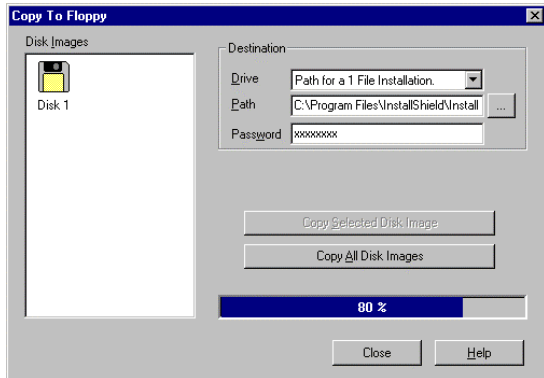 Copy To Floppy
Disk Images
Disk 1
Destination
Drive
Path for a 1 File Installation.
Path
C:\Program Files\InstallShield\Install
...
Password
xxxxxxxx
Copy Selected Disk Image
Copy All Disk Images
80 %
Close
Help